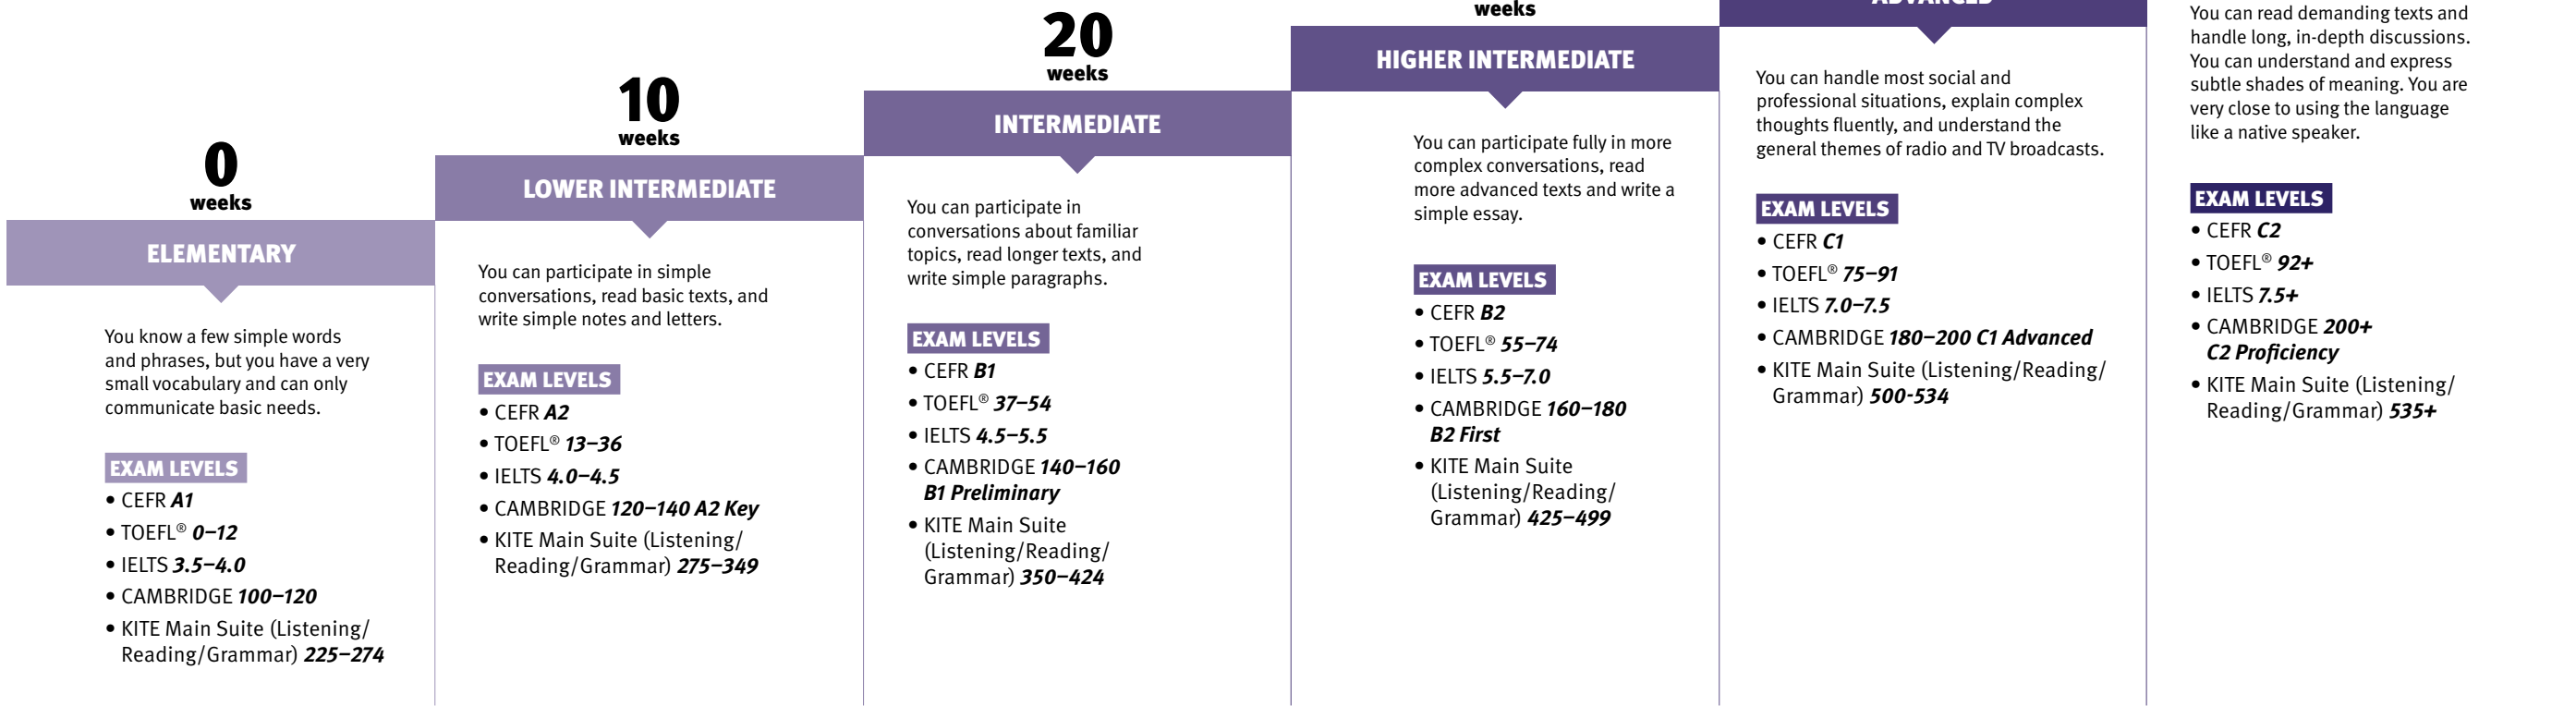 0
weeks
ELEMENTARY
You know a few simple words
and phrases, but you have a very
small vocabulary and can only
communicate basic needs.
EXAM LEVELS
• CEFR A1
• TOEFL® 0–12
• IELTS 3.5–4.0
• CAMBRIDGE 100–120
• KITE Main Suite (Listening/
Reading/Grammar) 225–274
10
weeks
LOWER INTERMEDIATE
You can participate in simple
conversations, read basic texts, and
write simple notes and letters.
EXAM LEVELS
• CEFR A2
• TOEFL® 13–36
• IELTS 4.0–4.5
• CAMBRIDGE 120–140 A2 Key
• KITE Main Suite (Listening/
Reading/Grammar) 275–349
20
weeks
INTERMEDIATE
You can participate in
conversations about familiar
topics, read longer texts, and
write simple paragraphs.
EXAM LEVELS
• CEFR B1
• TOEFL® 37–54
• IELTS 4.5–5.5
• CAMBRIDGE 140–160
B1 Preliminary
• KITE Main Suite
(Listening/Reading/
Grammar) 350–424
weeks
HIGHER INTERMEDIATE
You can participate fully in more
complex conversations, read
more advanced texts and write a
simple essay.
EXAM LEVELS
• CEFR B2
• TOEFL® 55–74
• IELTS 5.5–7.0
• CAMBRIDGE 160–180
B2 First
• KITE Main Suite
(Listening/Reading/
Grammar) 425–499
ADVANCED
You can handle most social and
professional situations, explain complex
thoughts fluently, and understand the
general themes of radio and TV broadcasts.
EXAM LEVELS
• CEFR C1
• TOEFL® 75–91
• IELTS 7.0–7.5
• CAMBRIDGE 180–200 C1 Advanced
• KITE Main Suite (Listening/Reading/
Grammar) 500-534
You can read demanding texts and
handle long, in-depth discussions.
You can understand and express
subtle shades of meaning. You are
very close to using the language
like a native speaker.
EXAM LEVELS
• CEFR C2
• TOEFL® 92+
• IELTS 7.5+
• CAMBRIDGE 200+
C2 Proficiency
• KITE Main Suite (Listening/
Reading/Grammar) 535+